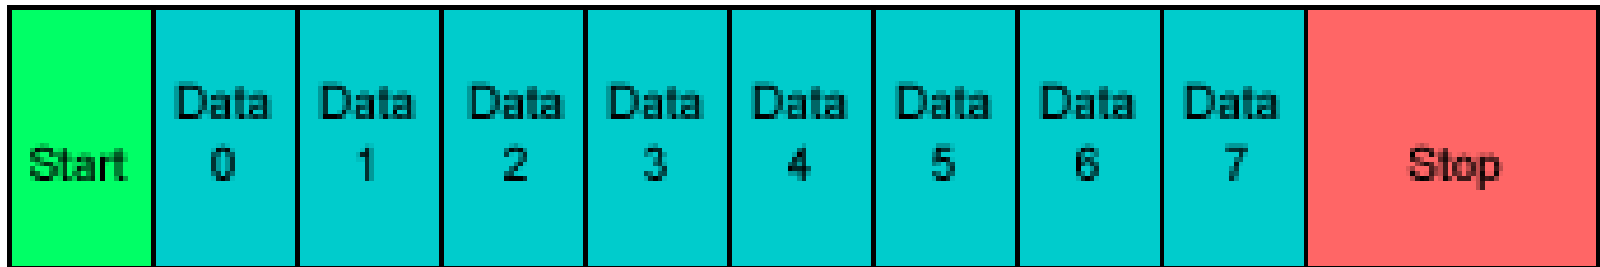 Data Data Data Data Data Data Data Data
Start 0 1 2 3 4 5 6 7 Stop